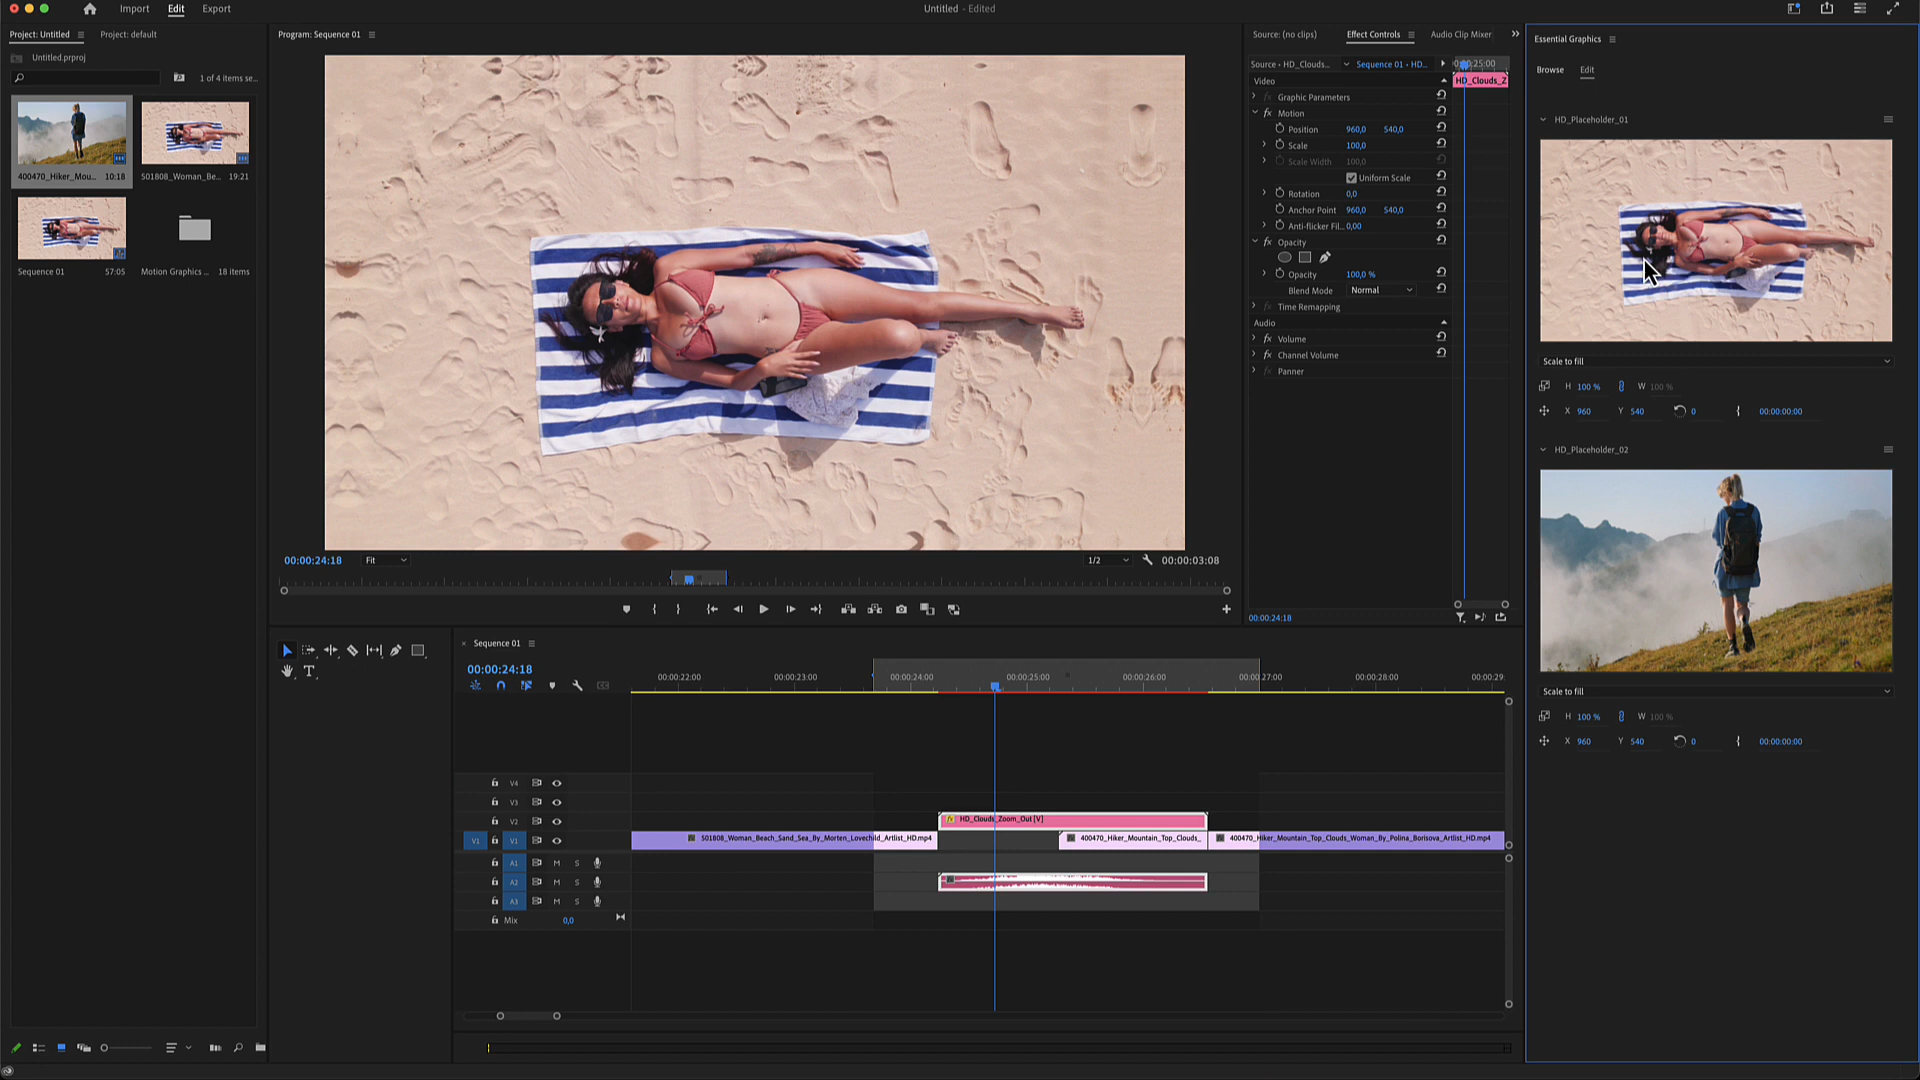 Import Edit Export
Untitled - Edited
Project: Untitled
Project: default
Untitled.prproj
1 of 4 items se...
400470_Hiker_Mou... 10:18
501808_Woman_Be... 19:21
Sequence 01 57:05
Motion Graphics ... 18 items
Program: Sequence 01
00:00:24:18
Fit
1/2
00:00:03:08
Source: (no clips)
Effect Controls
Audio Clip Mixer
Source • HD_Clouds...
Sequence 01 • HD...
0:00:25:00
Video
HD_Clouds_Z
fx Graphic Parameters
fx Motion
Position 960,0 540,0
Scale 100,0
Scale Width 100,0
Uniform Scale
Rotation 0,0
Anchor Point 960,0 540,0
Anti-flicker Fil... 0,00
fx Opacity
Opacity 100,0 %
Blend Mode Normal
fx Time Remapping
Audio
fx Volume
fx Channel Volume
fx Panner
00:00:24:18
Essential Graphics
Browse Edit
HD_Placeholder_01
Scale to fill
H 100 % W 100 %
X 960 Y 540 0 00:00:00:00
HD_Placeholder_02
Scale to fill
H 100 % W 100 %
X 960 Y 540 0 00:00:00:00
Sequence 01
00:00:24:18
00:00:22:00 00:00:23:00 00:00:24:00 00:00:25:00 00:00:26:00 00:00:27:00 00:00:28:00 00:00:29:
V4
V3
V2
HD_Clouds_Zoom_Out [V]
V1 V1
501808_Woman_Beach_Sand_Sea_By_Morten_Lovechild_Artlist_HD.mp4
400470_Hiker_Mountain_Top_Clouds_
400470_Hiker_Mountain_Top_Clouds_Woman_By_Polina_Borisova_Artlist_HD.mp4
A1 M S
A2 M S
A3 M S
Mix 0,0